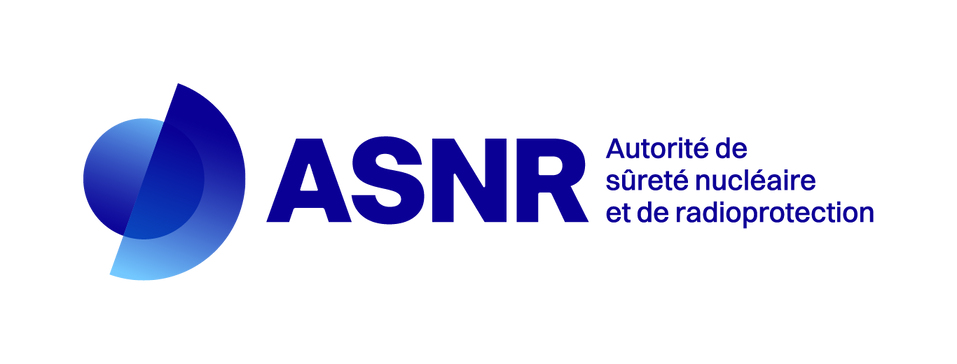 ASNR
Autorité de
sûreté nucléaire
et de radioprotection